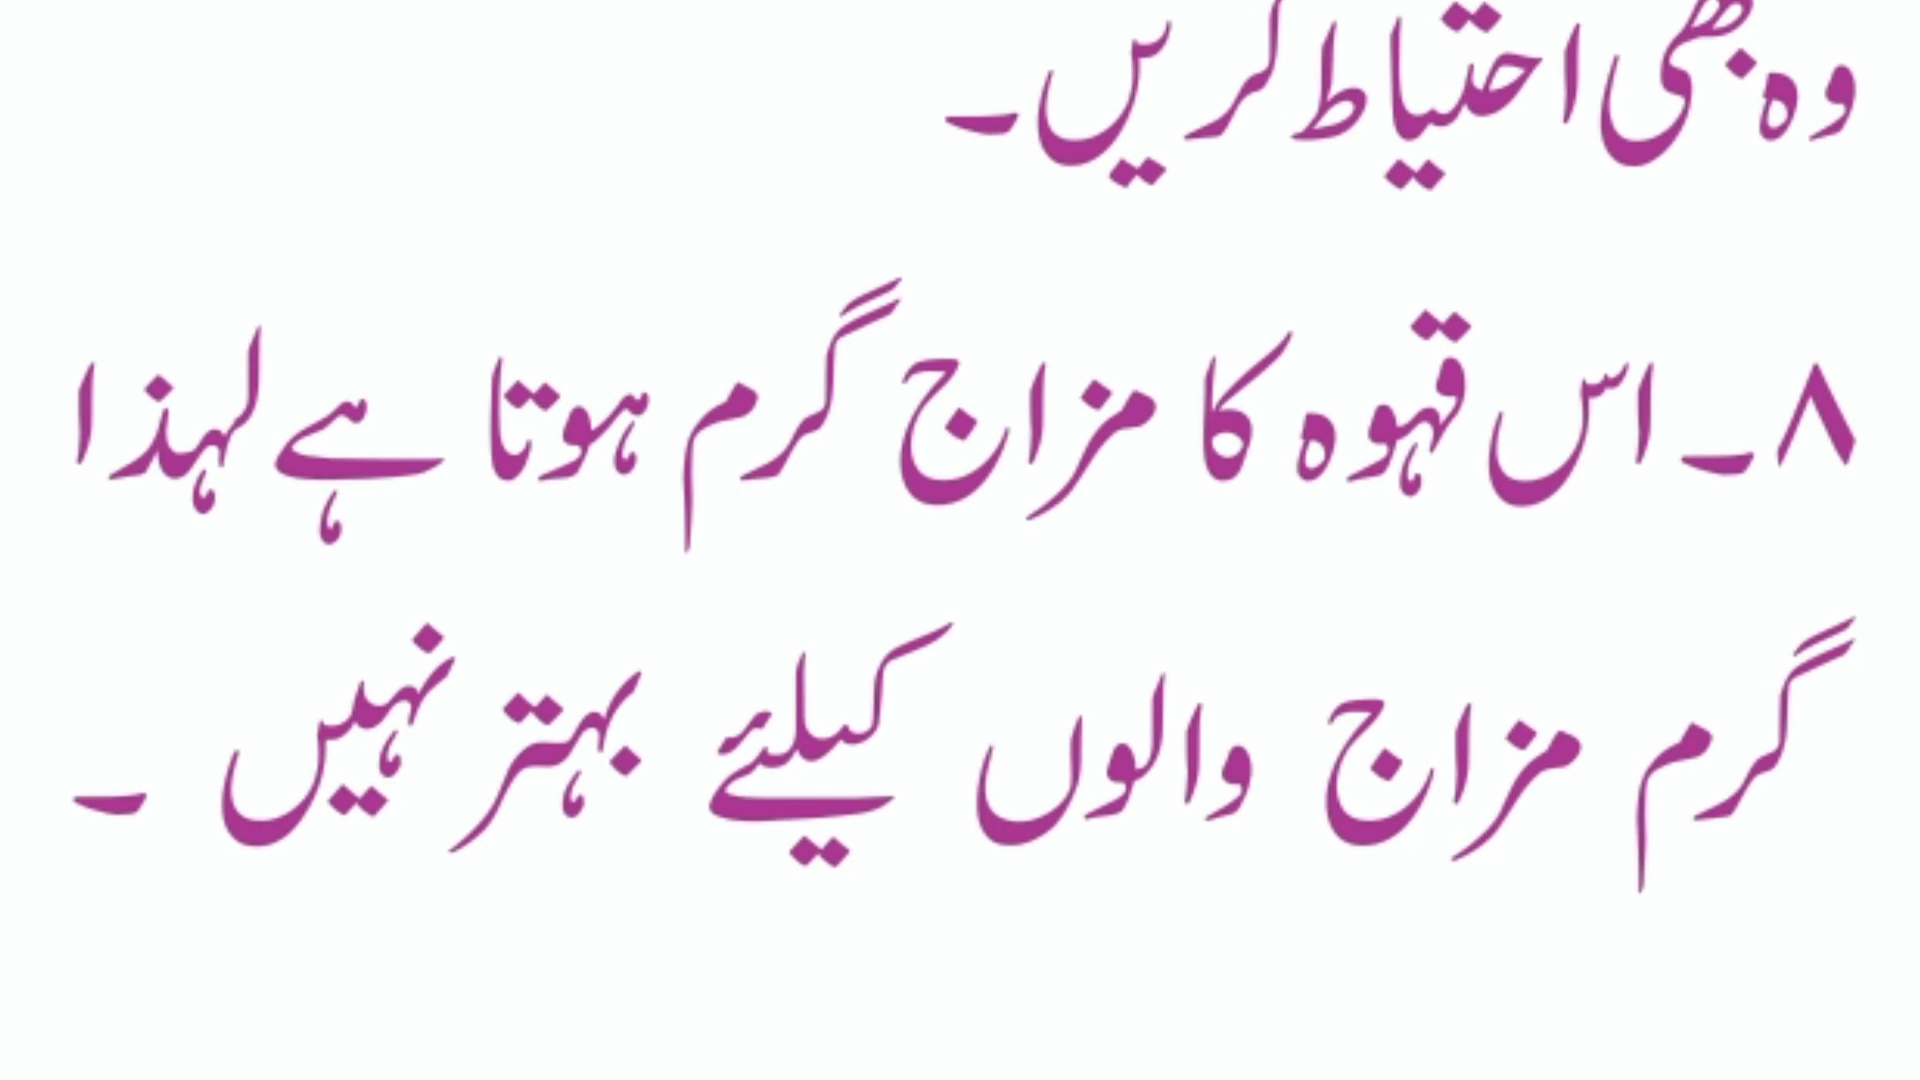 وہ بھی احتیاط کریں۔
۸۔ اس قہوہ کا مزاج گرم ہوتا ہے لہذا
گرم مزاج والوں کیلئے بہتر نہیں ۔